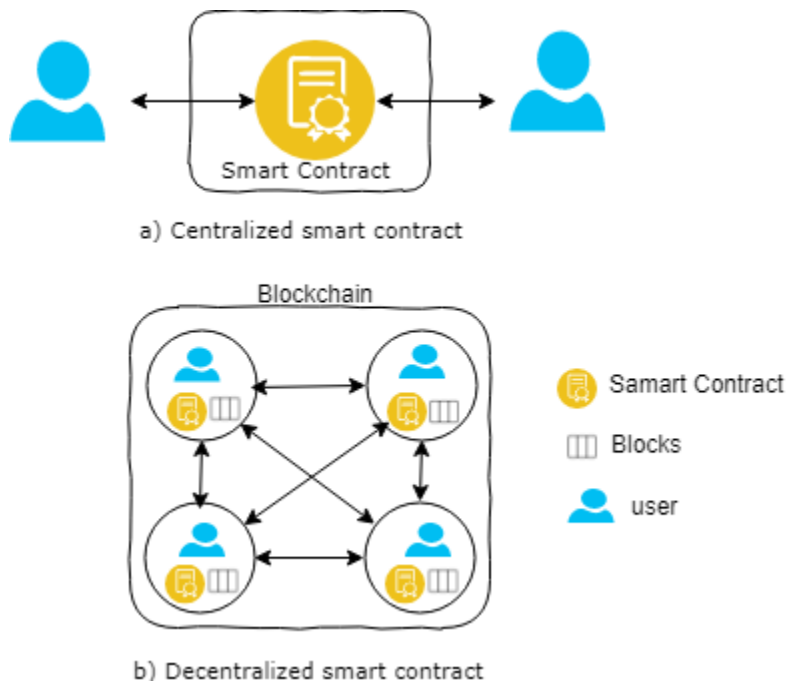 Smart Contract
a) Centralized smart contract
Blockchain
Samart Contract
Blocks
user
b) Decentralized smart contract